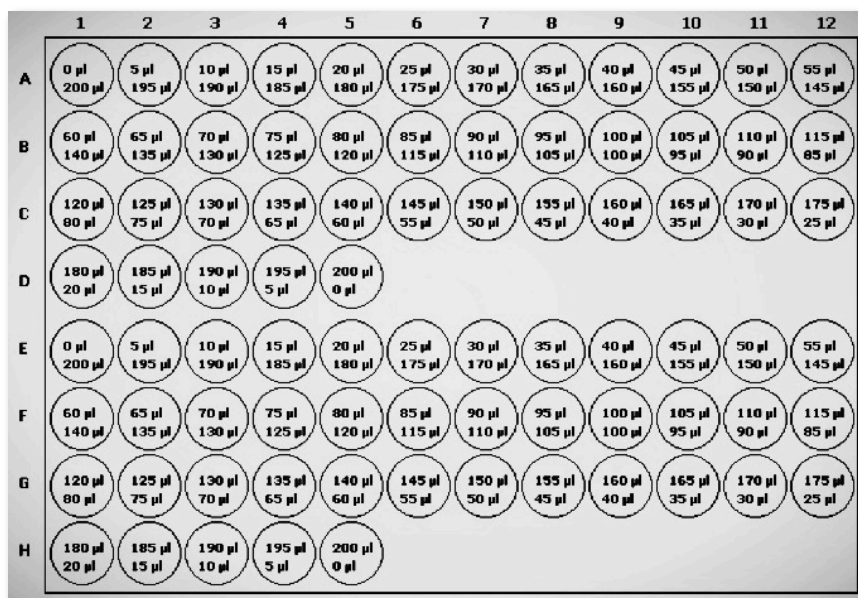 1 2 3 4 5 6 7 8 9 10 11 12
A 0 µl 5 µl 10 µl 15 µl 20 µl 25 µl 30 µl 35 µl 40 µl 45 µl 50 µl 55 µl
200 µl 195 µl 190 µl 185 µl 180 µl 175 µl 170 µl 165 µl 160 µl 155 µl 150 µl 145 µl
B 60 µl 65 µl 70 µl 75 µl 80 µl 85 µl 90 µl 95 µl 100 µl 105 µl 110 µl 115 µl
140 µl 135 µl 130 µl 125 µl 120 µl 115 µl 110 µl 105 µl 100 µl 95 µl 90 µl 85 µl
C 120 µl 125 µl 130 µl 135 µl 140 µl 145 µl 150 µl 155 µl 160 µl 165 µl 170 µl 175 µl
80 µl 75 µl 70 µl 65 µl 60 µl 55 µl 50 µl 45 µl 40 µl 35 µl 30 µl 25 µl
D 180 µl 185 µl 190 µl 195 µl 200 µl
20 µl 15 µl 10 µl 5 µl 0 µl
E 0 µl 5 µl 10 µl 15 µl 20 µl 25 µl 30 µl 35 µl 40 µl 45 µl 50 µl 55 µl
200 µl 195 µl 190 µl 185 µl 180 µl 175 µl 170 µl 165 µl 160 µl 155 µl 150 µl 145 µl
F 60 µl 65 µl 70 µl 75 µl 80 µl 85 µl 90 µl 95 µl 100 µl 105 µl 110 µl 115 µl
140 µl 135 µl 130 µl 125 µl 120 µl 115 µl 110 µl 105 µl 100 µl 95 µl 90 µl 85 µl
G 120 µl 125 µl 130 µl 135 µl 140 µl 145 µl 150 µl 155 µl 160 µl 165 µl 170 µl 175 µl
80 µl 75 µl 70 µl 65 µl 60 µl 55 µl 50 µl 45 µl 40 µl 35 µl 30 µl 25 µl
H 180 µl 185 µl 190 µl 195 µl 200 µl
20 µl 15 µl 10 µl 5 µl 0 µl